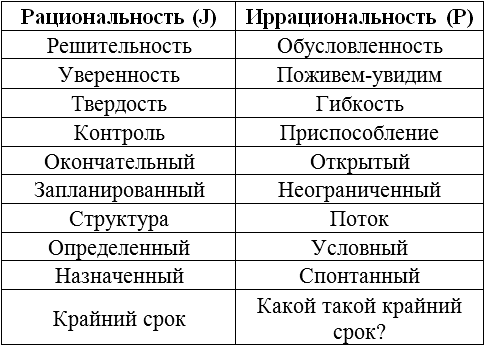 Рациональность (J) Иррациональность (P)
Решительность Обусловленность
Уверенность Поживем-увидим
Твердость Гибкость
Контроль Приспособление
Окончательный Открытый
Запланированный Неограниченный
Структура Поток
Определенный Условный
Назначенный Спонтанный
Крайний срок Какой такой крайний
срок?